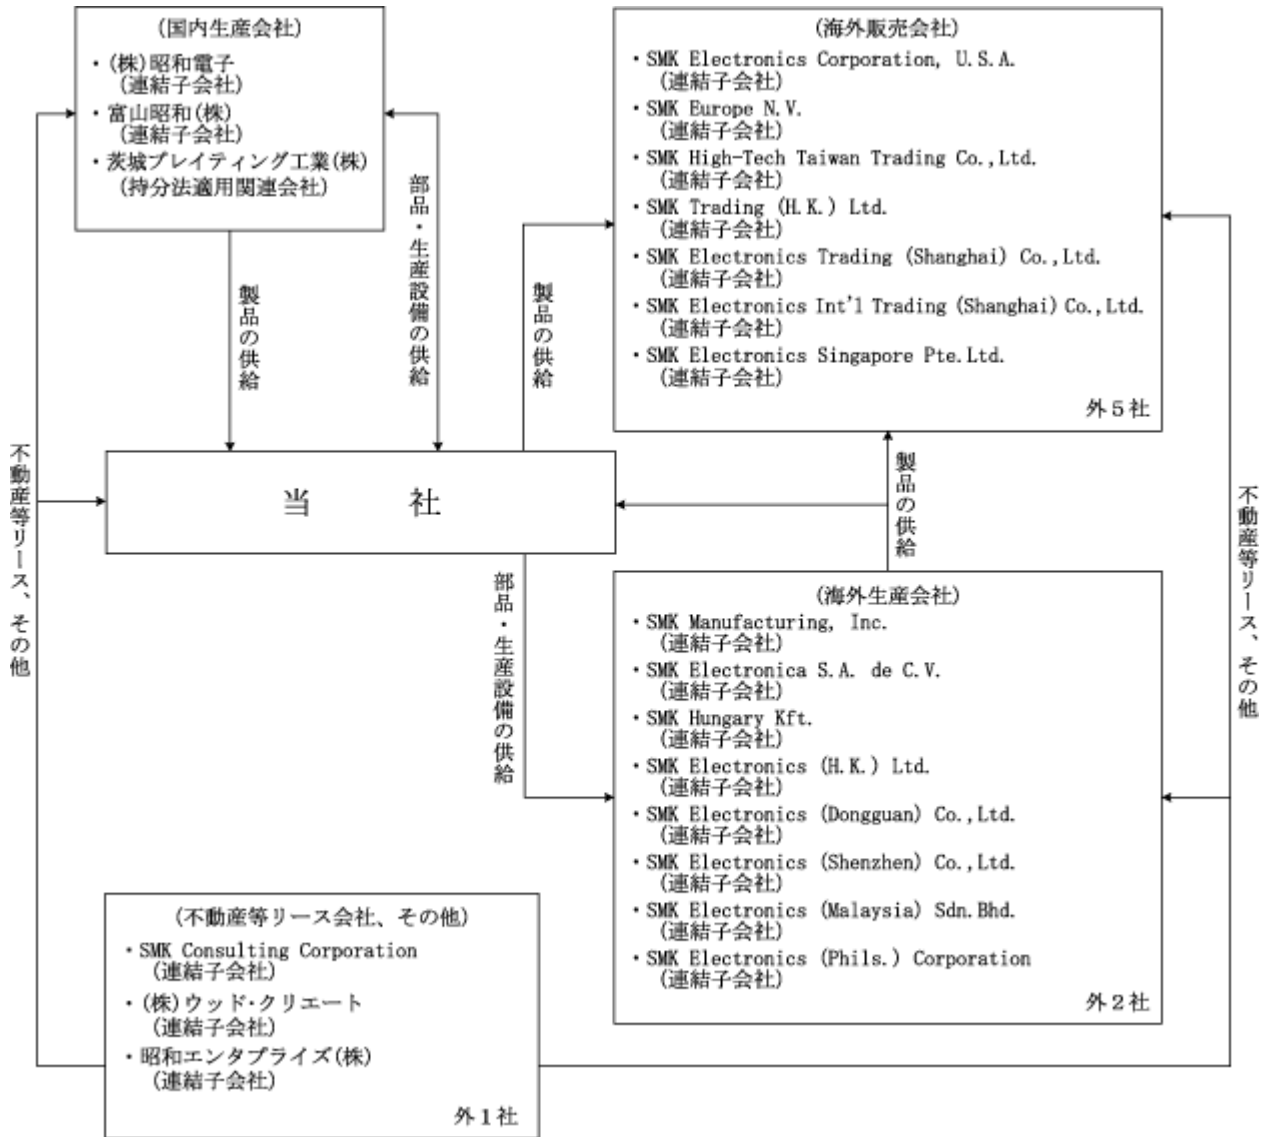 (国内生産会社)
・(株)昭和電子
(連結子会社)
・富山昭和(株)
(連結子会社)
・茨城プレイティング工業(株)
(持分法適用関連会社)
(海外販売会社)
・SMK Electronics Corporation, U.S.A.
(連結子会社)
・SMK Europe N.V.
(連結子会社)
・SMK High-Tech Taiwan Trading Co.,Ltd.
(連結子会社)
・SMK Trading (H.K.) Ltd.
(連結子会社)
・SMK Electronics Trading (Shanghai) Co.,Ltd.
(連結子会社)
・SMK Electronics Int'l Trading (Shanghai) Co.,Ltd.
(連結子会社)
・SMK Electronics Singapore Pte.Ltd.
(連結子会社)
外5社
製品の供給
部品・生産設備の供給
製品の供給
不動産等リース、その他
当 社
製品の供給
不動産等リース、その他
部品・生産設備の供給
(海外生産会社)
・SMK Manufacturing, Inc.
(連結子会社)
・SMK Electronica S.A. de C.V.
(連結子会社)
・SMK Hungary Kft.
(連結子会社)
・SMK Electronics (H.K.) Ltd.
(連結子会社)
・SMK Electronics (Dongguan) Co.,Ltd.
(連結子会社)
・SMK Electronics (Shenzhen) Co.,Ltd.
(連結子会社)
・SMK Electronics (Malaysia) Sdn.Bhd.
(連結子会社)
・SMK Electronics (Phils.) Corporation
(連結子会社)
外2社
(不動産等リース会社、その他)
・SMK Consulting Corporation
(連結子会社)
・(株)ウッド・クリエート
(連結子会社)
・昭和エンタプライズ(株)
(連結子会社)
外1社